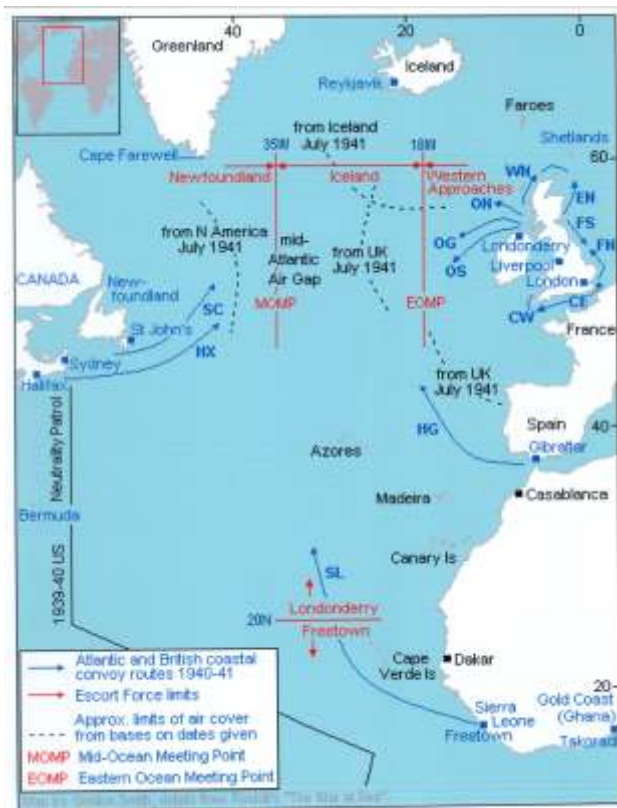 40
20
0
Greenland
Iceland
Reykjavik
Faroes
from Iceland
July 1941
35W
18W
Shetlands
Cape Farewell
60
Newfoundland
Iceland
Western
Approaches
WN
EN
ON
FS
FN
from N America
July 1941
mid-
Atlantic
Air Gap
from UK
July 1941
OG
OS
Londonderry
Liverpool
London
CANADA
New-
foundland
SC
MOMP
EOMP
CW
CE
St John's
HX
France
Sydney
Halifax
from UK
July 1941
Spain
HG
40
Gibraltar
Azores
Neutrality Patrol
Casablanca
Madeira
Bermuda
Canary Is
1939-40 US
SL
20N
Londonderry
Freetown
Cape
Verde Is
Dakar
20
Sierra
Leone
Freetown
Gold Coast
(Ghana)
Takoradi
Atlantic and British coastal
convoy routes 1940-41
Escort Force limits
Approx. limits of air cover
from bases on dates given
MOMP Mid-Ocean Meeting Point
EOMP Eastern Ocean Meeting Point